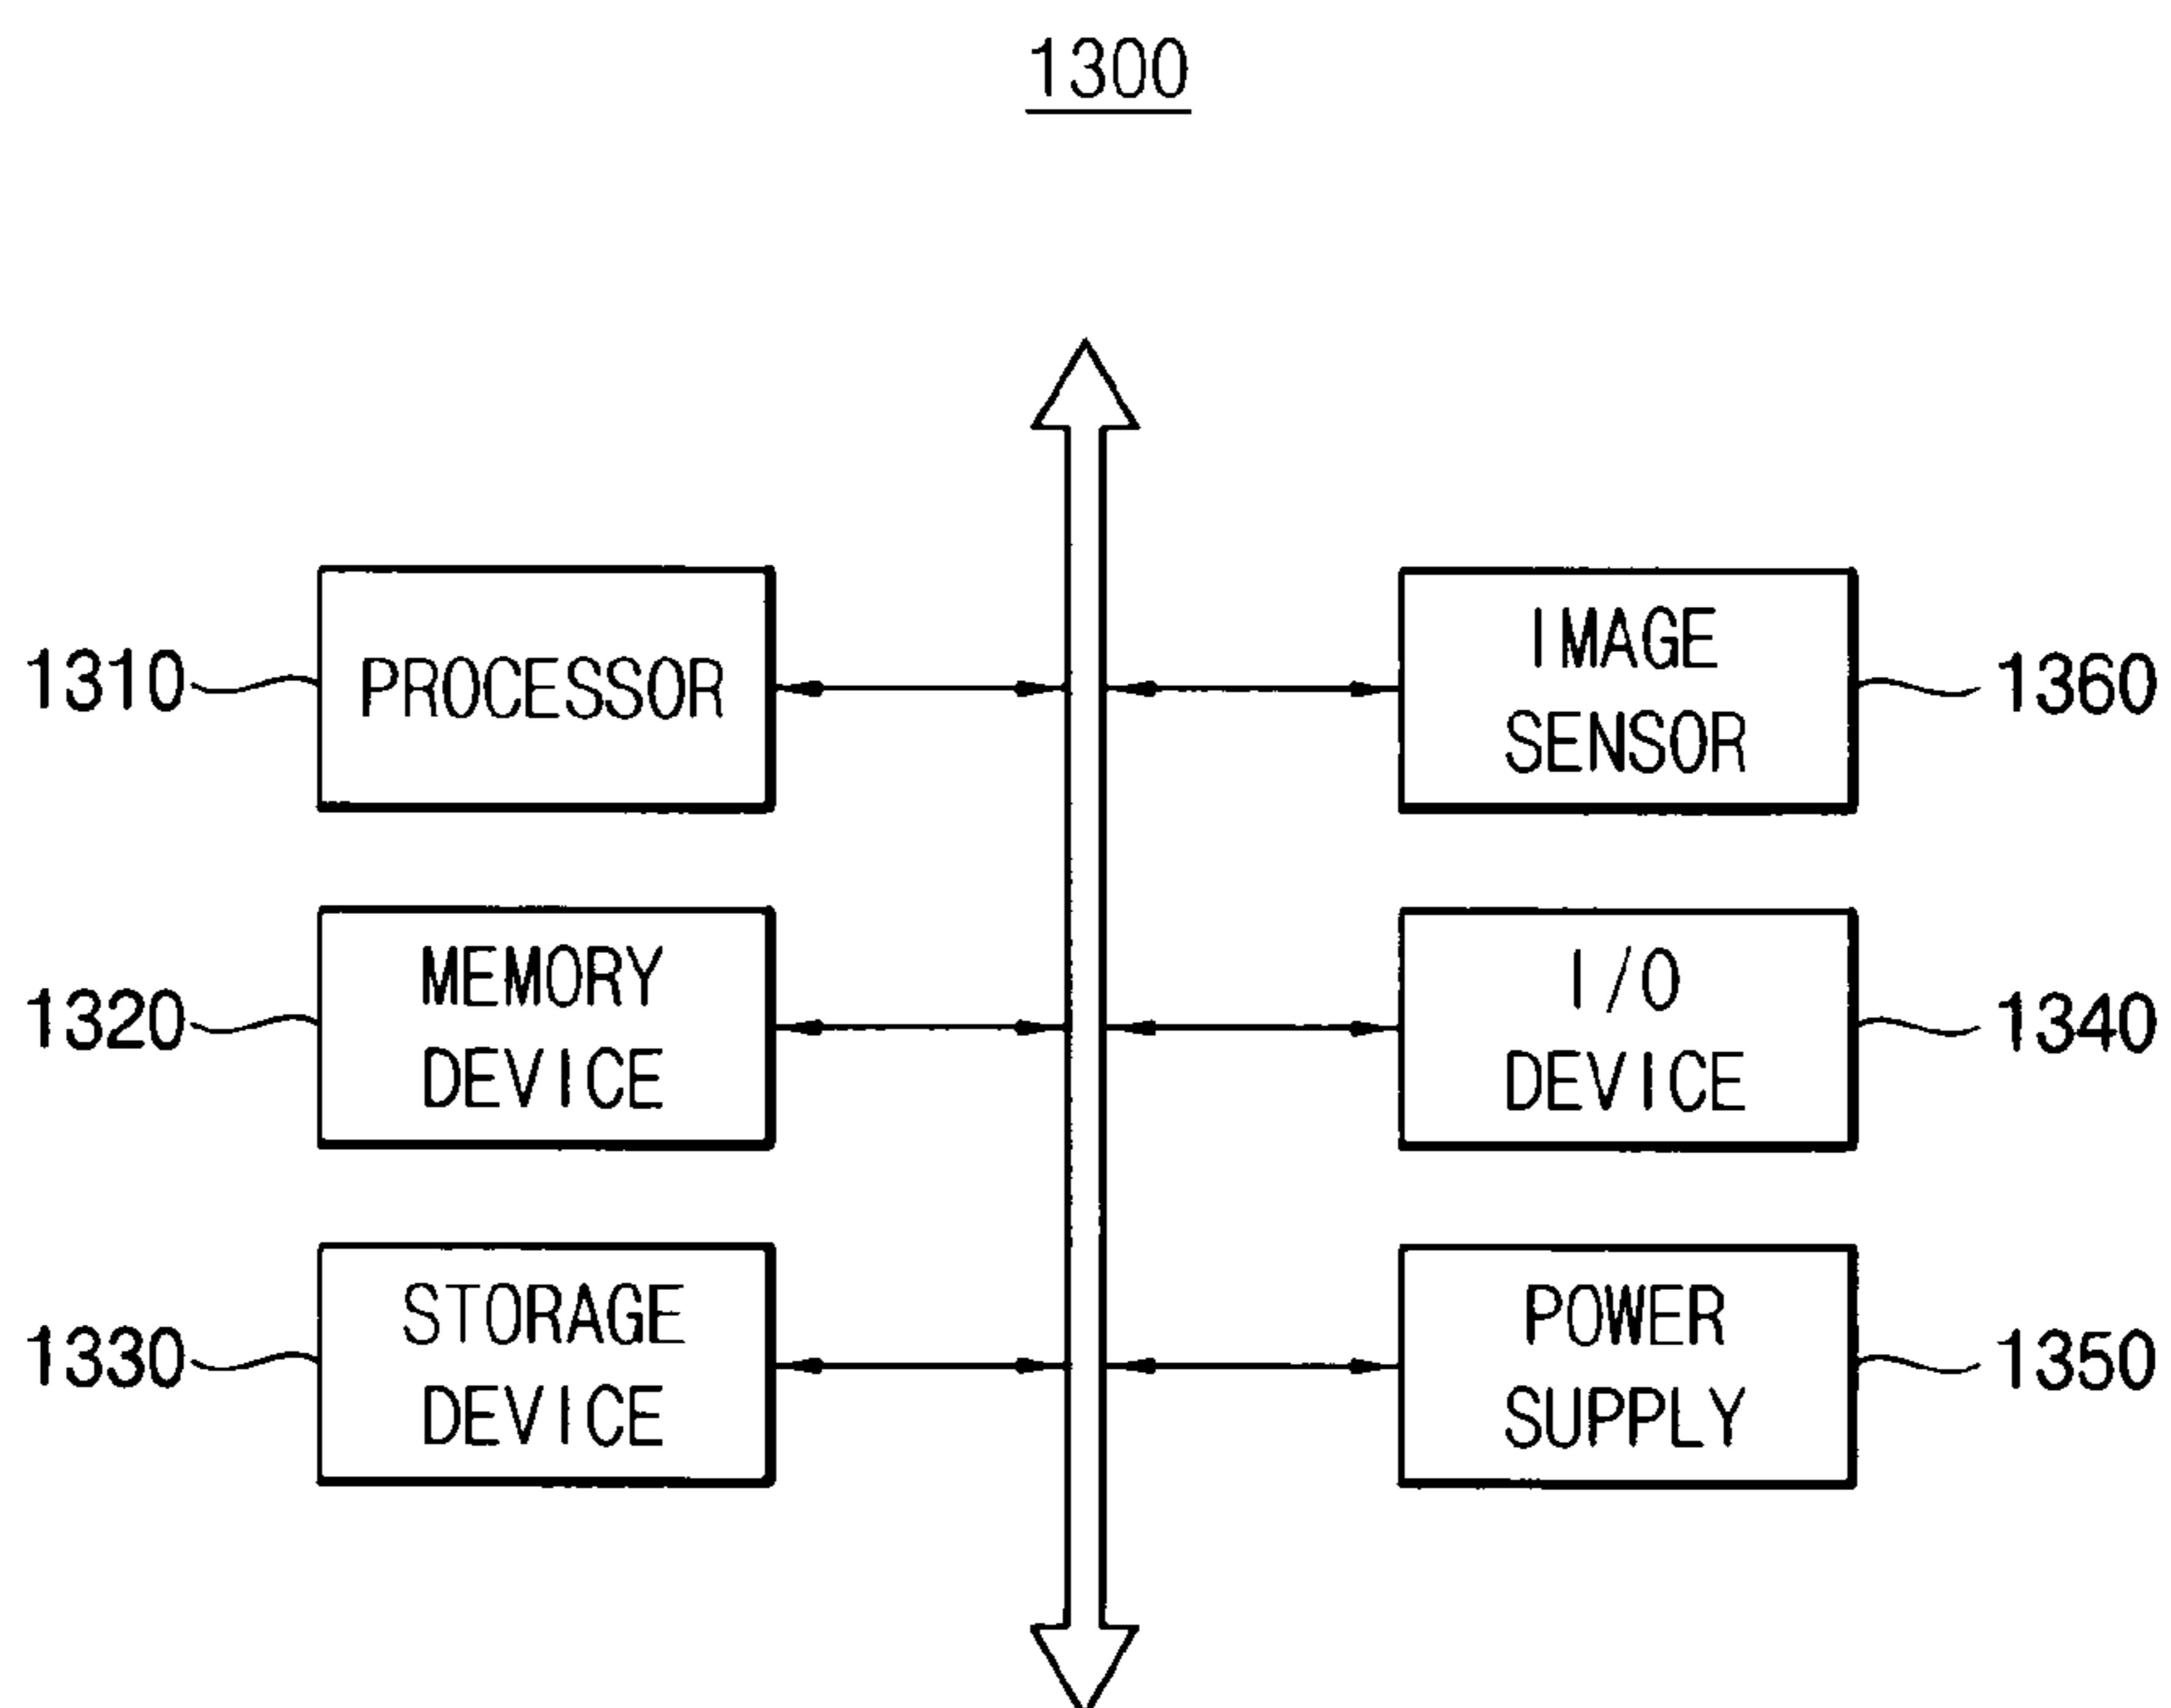 1300
1310
PROCESSOR
IMAGE
SENSOR
1360
1320
MEMORY
DEVICE
I/O
DEVICE
1340
1330
STORAGE
DEVICE
POWER
SUPPLY
1350